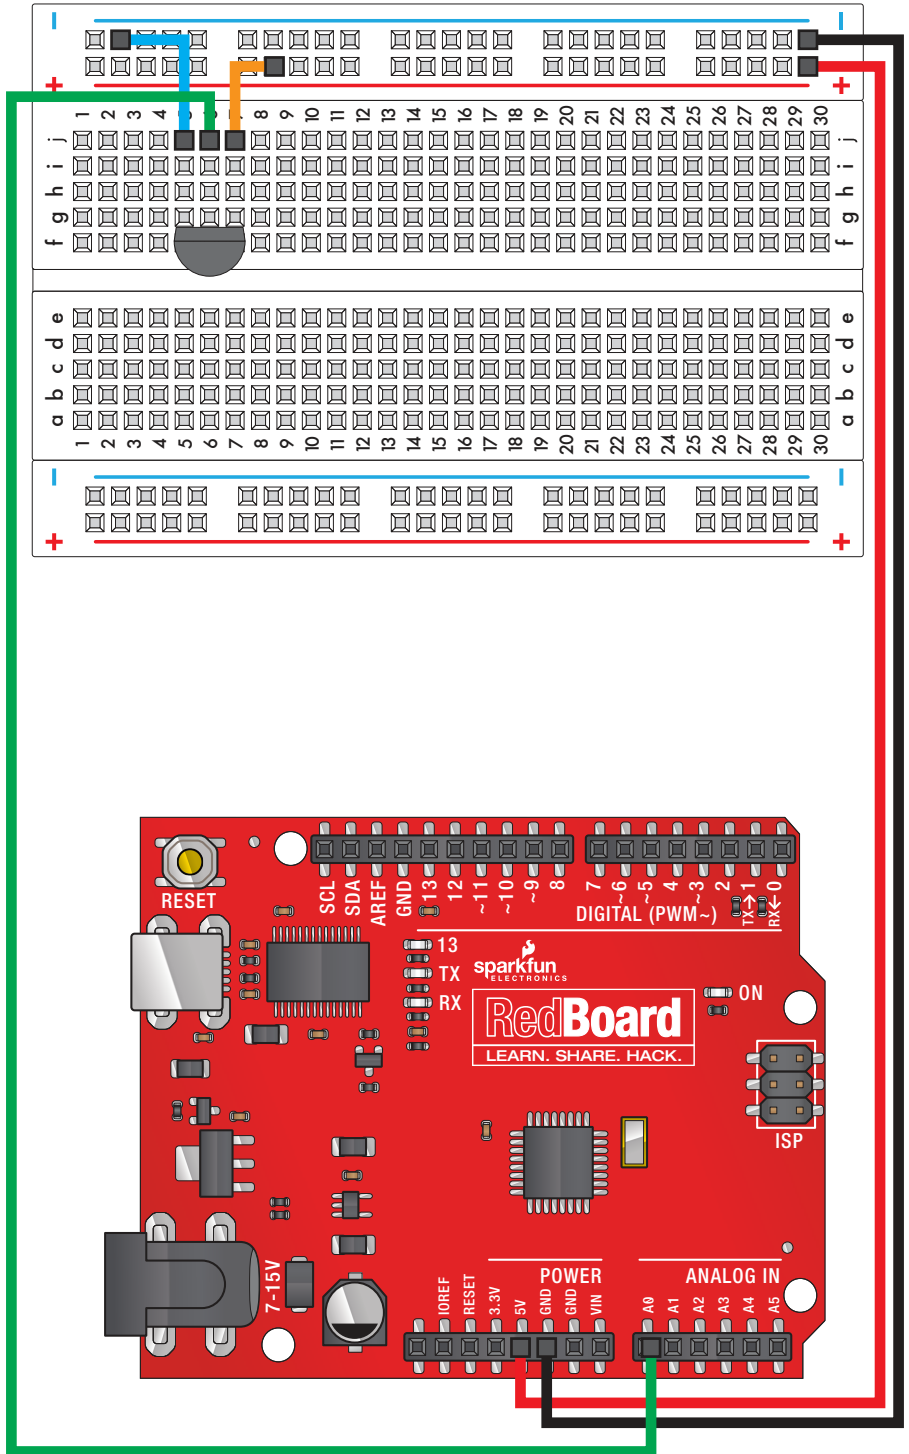 − −
+ +
1 2 3 4 5 7 8 9 10 11 12 13 14 15 16 17 18 19 20 21 22 23 24 25 26 27 28 29 30
j j
i i
h h
g g
f f
e e
d d
c c
b b
a a
1 2 3 4 5 6 7 8 9 10 11 12 13 14 15 16 17 18 19 20 21 22 23 24 25 26 27 28 29 30
− −
+ +
RESET
SCL SDA AREF GND 13 12 ~11 ~10 ~9 8 7 ~6 ~5 4 ~3 2 TX→1 RX←0
DIGITAL (PWM~)
13
TX
RX
sparkfun
ELECTRONICS
RedBoard
LEARN. SHARE. HACK.
ON
ISP
7-15V
POWER ANALOG IN
IOREF RESET 3.3V 5V GND GND VIN A0 A1 A2 A3 A4 A5